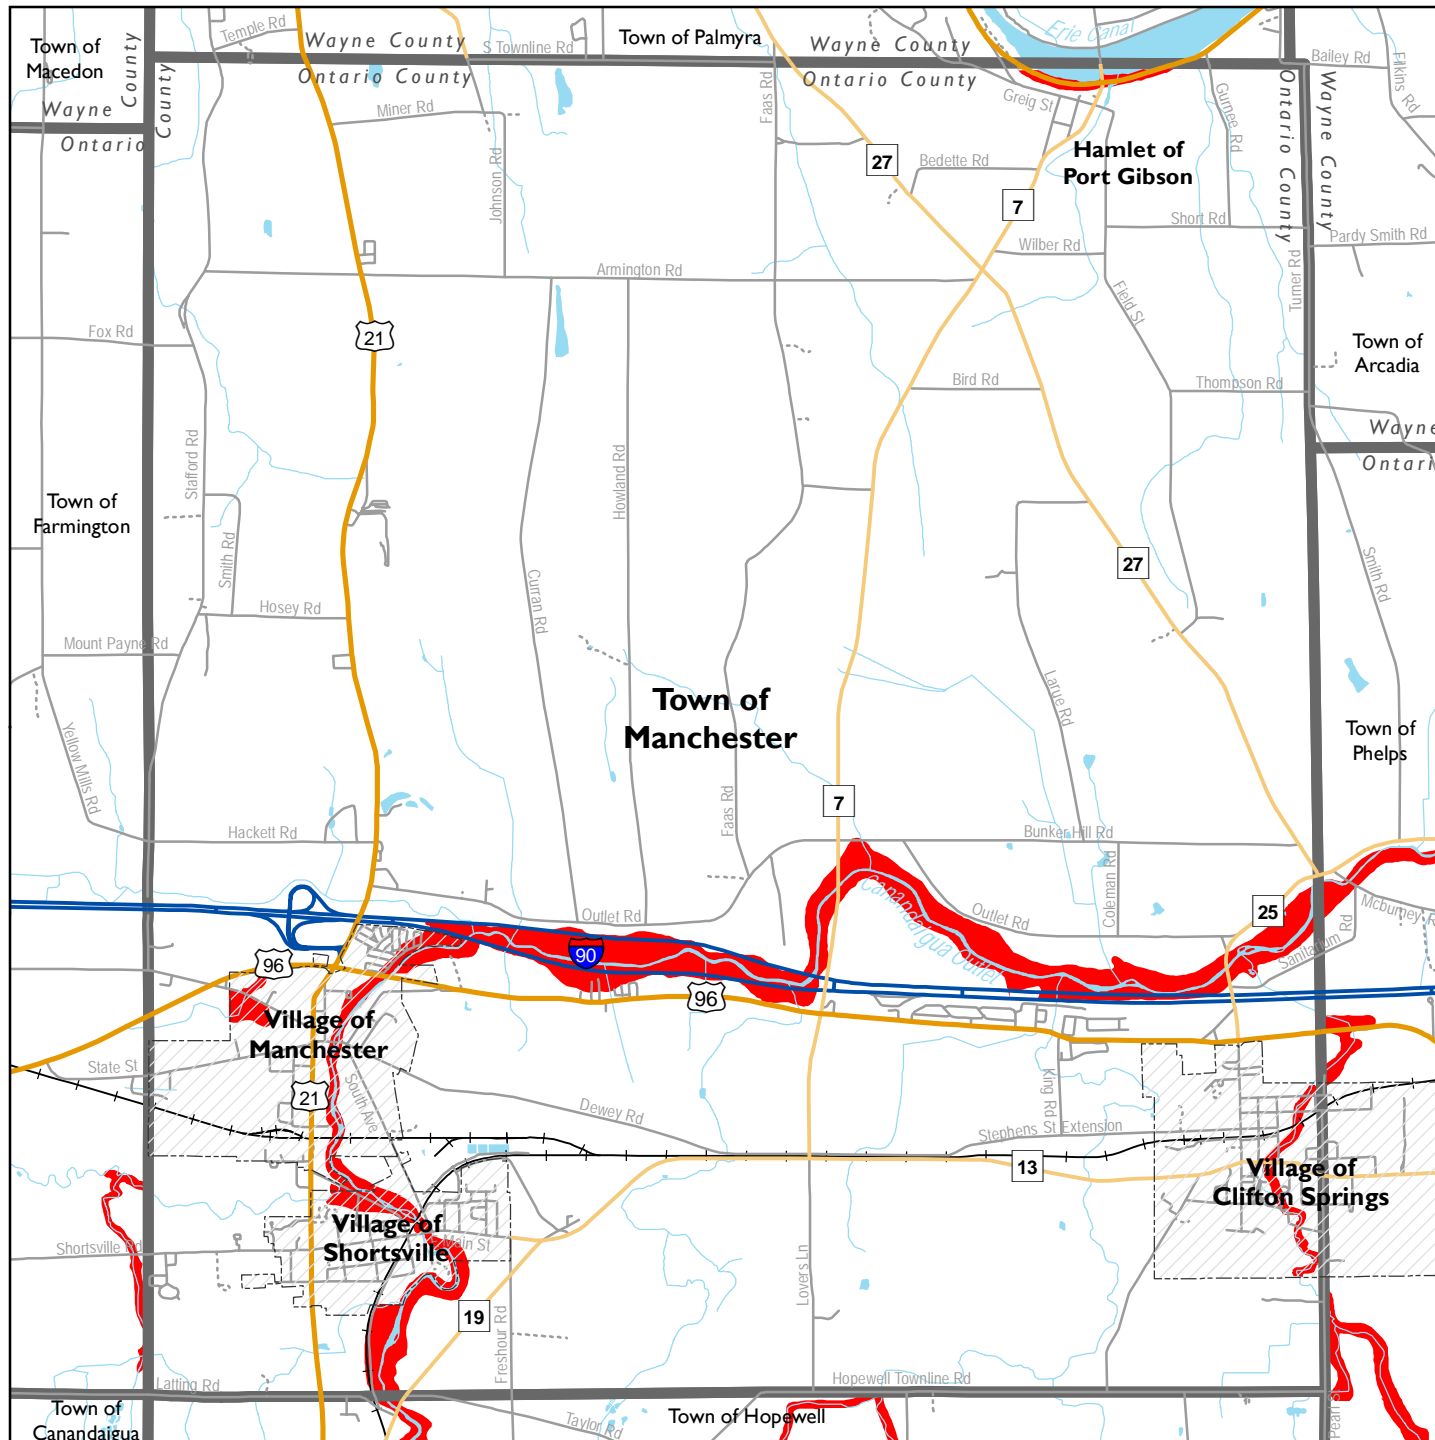 Temple Rd
Wayne County
S Townline Rd
Town of Palmyra
Wayne County
Erie Canal
Town of
Macedon
County
County
Ontario County
Ontario County
Bailey Rd
Filkins Rd
Wayne
Ontario
Miner Rd
Faas Rd
Greig St
Gurnee Rd
Ontario County
Wayne County
Johnson Rd
27
Bedette Rd
Hamlet of
Port Gibson
7
Short Rd
Wilber Rd
Pardy Smith Rd
Armington Rd
Field St
Turner Rd
Fox Rd
21
Town of
Arcadia
Bird Rd
Thompson Rd
Wayne
Ontari
Stafford Rd
Howland Rd
Town of
Farmington
Smith Rd
27
Smith Rd
Curran Rd
Hosey Rd
Mount Payne Rd
Town of
Manchester
Larue Rd
Yellow Mills Rd
Town of
Phelps
7
Faas Rd
Hackett Rd
Bunker Hill Rd
Coleman Rd
Canandaigua Outlet
Outlet Rd
Outlet Rd
25
Mcburney R
Sanitarium Rd
90
96
96
Village of
Manchester
State St
21
South Ave
King Rd
Dewey Rd
Stephens St Extension
13
Village of
Clifton Springs
Village of
Shortsville
Main St
Shortsville Rd
Lovers Ln
19
Freshour Rd
Latting Rd
Hopewell Townline Rd
Town of
Canandaigua
Taylor Rd
Town of Hopewell
Pearl